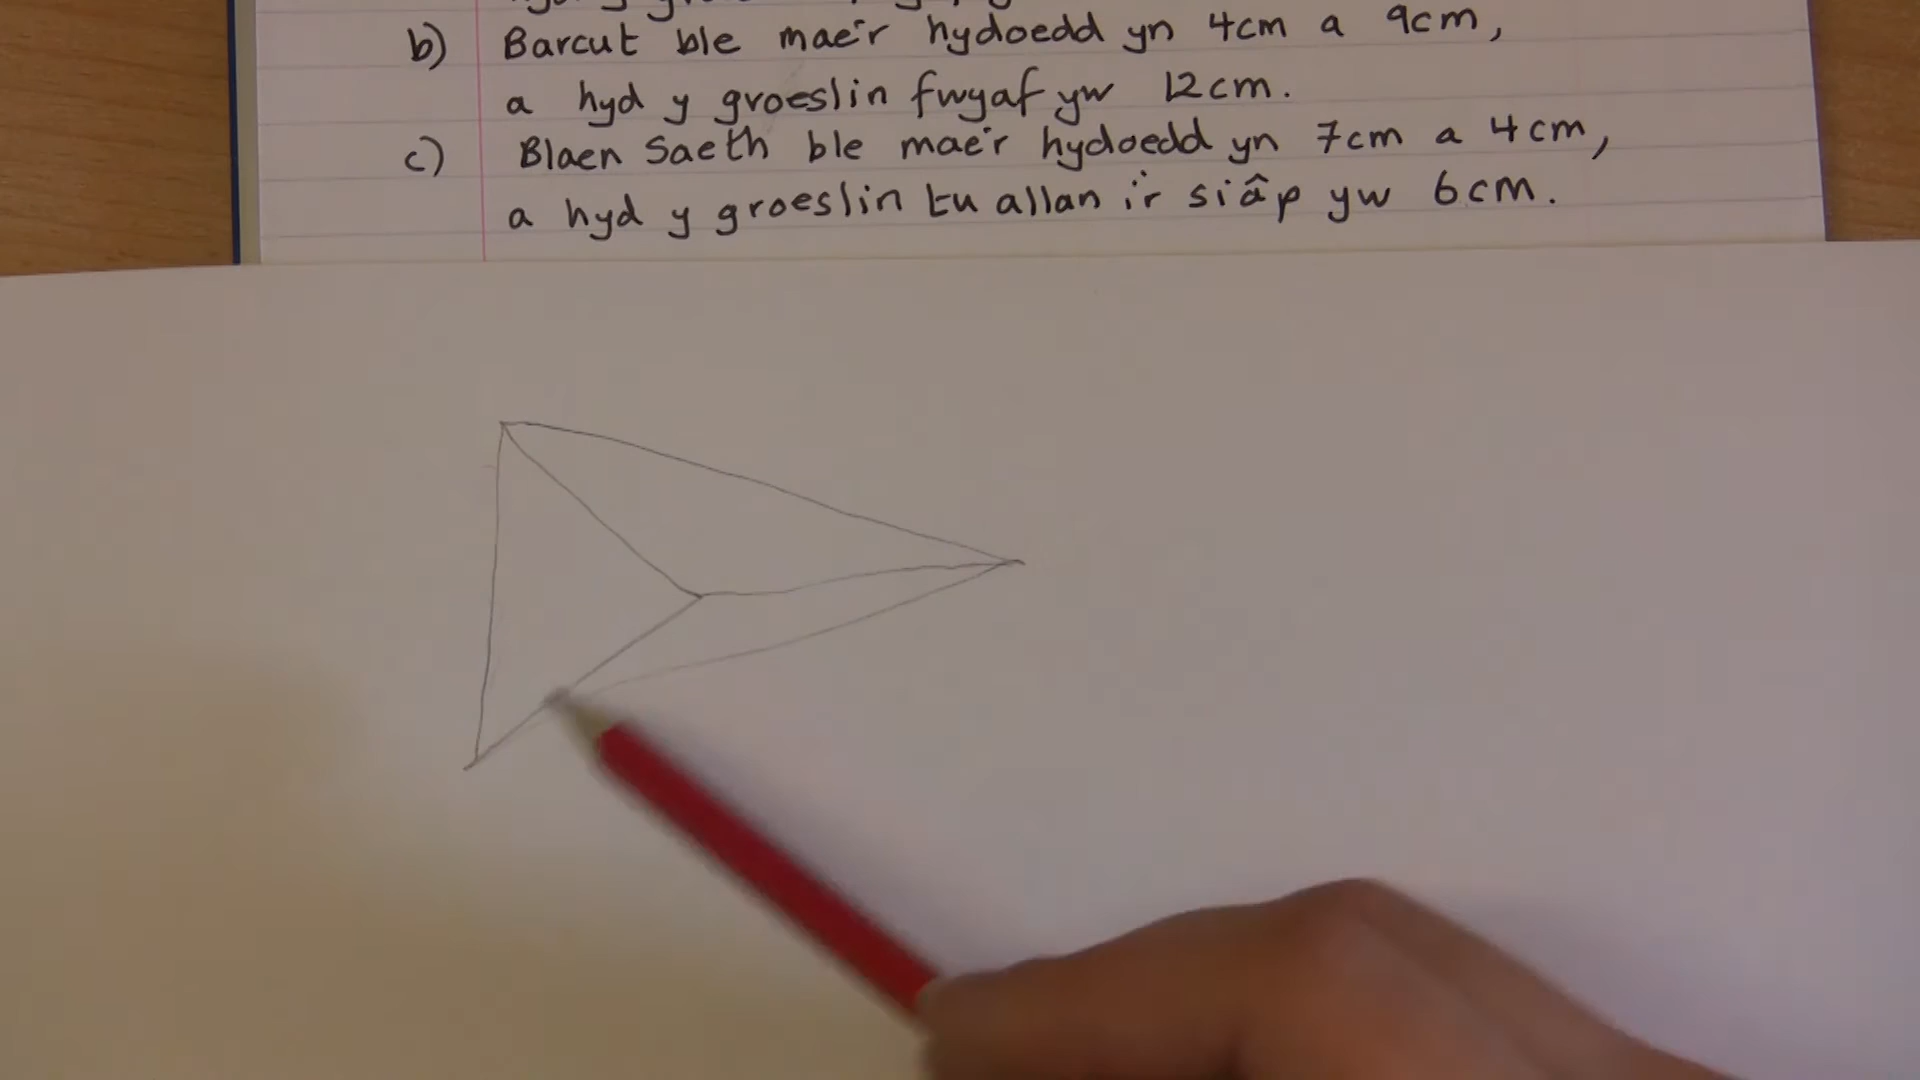 b) Barcut ble mae'r hydoedd yn 4cm a 9cm,
a hyd y groeslin fwyaf yw 12cm.
c) Blaen Saeth ble mae'r hydoedd yn 7cm a 4cm,
a hyd y groeslin tu allan i'r siâp yw 6cm.